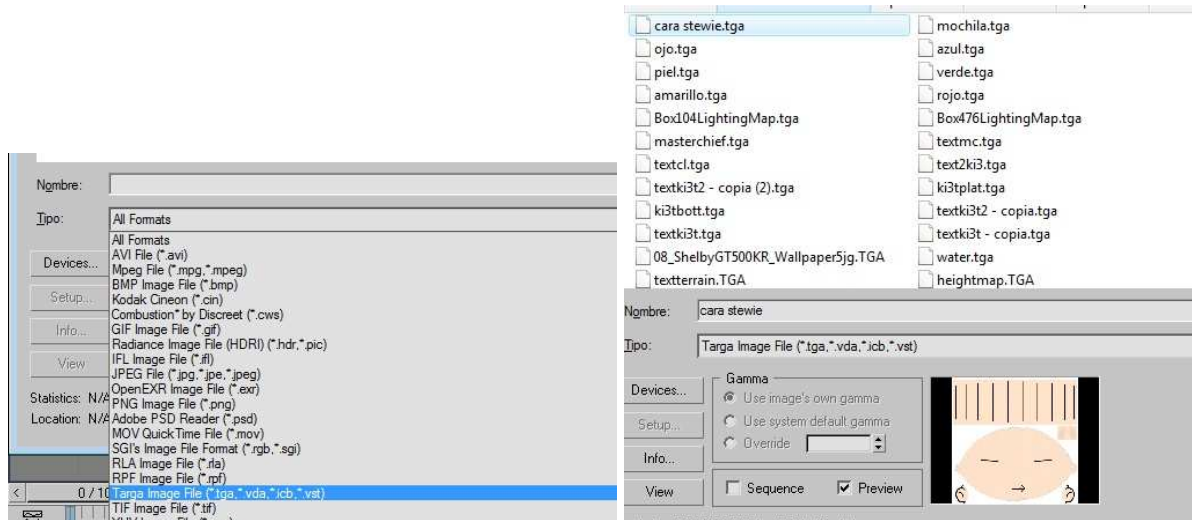 Nombre:
Tipo:
All Formats
All Formats
AVI File (*.avi)
Mpeg File (*.mpg,*.mpeg)
BMP Image File (*.bmp)
Kodak Cineon (*.cin)
Combustion* by Discreet (*.cws)
GIF Image File (*.gif)
Radiance Image File (HDRI) (*.hdr,*.pic)
IFL Image File (*.ifl)
JPEG File (*.jpg,*.jpe,*.jpeg)
OpenEXR Image File (*.exr)
PNG Image File (*.png)
Adobe PSD Reader (*.psd)
MOV QuickTime File (*.mov)
SGI's Image File Format (*.rgb,*.sgi)
RLA Image File (*.rla)
RPF Image File (*.rpf)
Targa Image File (*.tga,*.vda,*.icb,*.vst)
TIF Image File (*.tif)
Devices...
Setup...
Info...
View
Statistics: N/A
Location: N/A
0 / 10
cara stewie.tga
mochila.tga
ojo.tga
azul.tga
piel.tga
verde.tga
amarillo.tga
rojo.tga
Box104LightingMap.tga
Box476LightingMap.tga
masterchief.tga
textmc.tga
textcl.tga
text2ki3.tga
textki3t2 - copia (2).tga
ki3tplat.tga
ki3tbott.tga
textki3t2 - copia.tga
textki3t.tga
textki3t - copia.tga
08_ShelbyGT500KR_Wallpaper5jg.TGA
water.tga
textterrain.TGA
heightmap.TGA
Nombre:
cara stewie
Tipo:
Targa Image File (*.tga,*.vda,*.icb,*.vst)
Devices...
Setup...
Info...
View
Gamma
Use image's own gamma
Use system default gamma
Override
Sequence
Preview